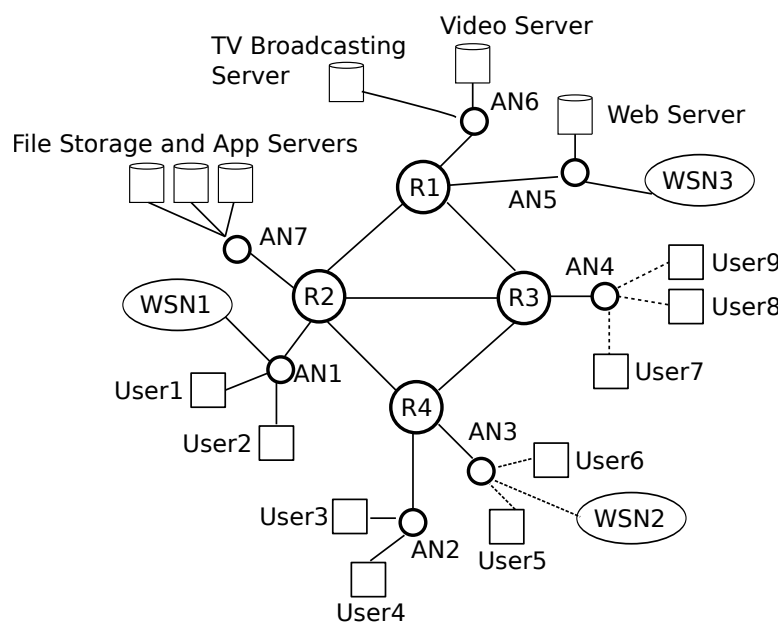 Video Server
TV Broadcasting
Server
AN6
Web Server
File Storage and App Servers
R1
WSN3
AN5
AN7
AN4
User9
WSN1
R2
R3
User8
AN1
User7
User1
R4
User2
AN3
User6
User3
WSN2
AN2
User5
User4